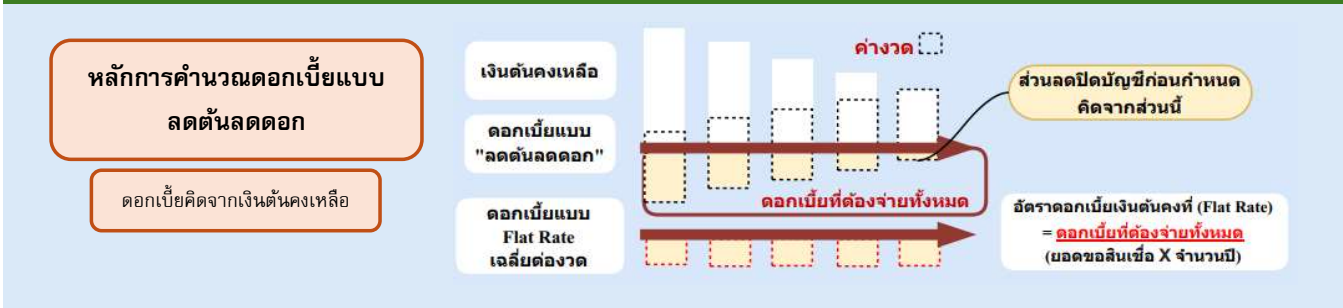 หลักการคำนวณดอกเบี้ยแบบ
ลดต้นลดดอก
ดอกเบี้ยคิดจากเงินต้นคงเหลือ
เงินต้นคงเหลือ
ค่างวด
ส่วนลดปิดบัญชีก่อนกำหนด
คิดจากส่วนนี้
ดอกเบี้ยแบบ
"ลดต้นลดดอก"
ดอกเบี้ยที่ต้องจ่ายทั้งหมด
ดอกเบี้ยแบบ
Flat Rate
เฉลี่ยต่องวด
อัตราดอกเบี้ยเงินต้นคงที่ (Flat Rate)
= ดอกเบี้ยที่ต้องจ่ายทั้งหมด
(ยอดขอสินเชื่อ X จำนวนปี)